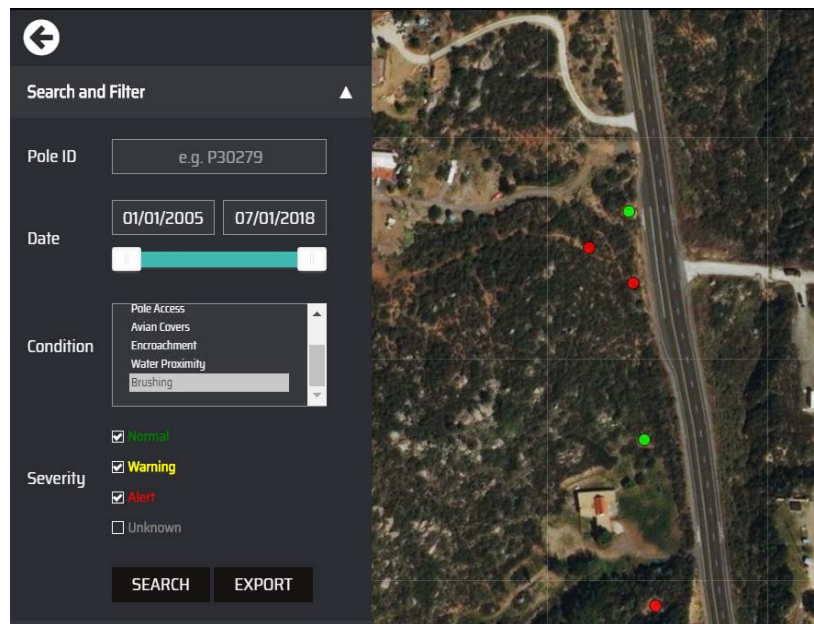 Search and Filter ▲
Pole ID
e.g. P30279
Date
01/01/2005 07/01/2018
Condition
Pole Access
Avian Covers
Encroachment
Water Proximity
Brushing
Severity
Normal
Warning
Alert
Unknown
SEARCH EXPORT